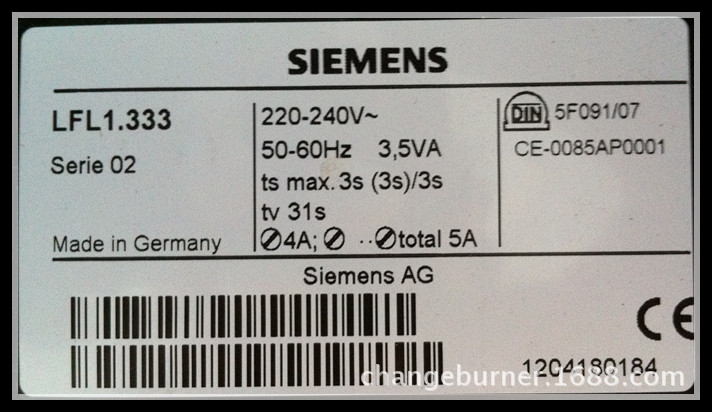 SIEMENS
LFL1.333
Serie 02
Made in Germany
220-240V~
50-60Hz 3,5VA
ts max. 3s (3s)/3s
tv 31s
⊘4A; ⊘ ··⊘total 5A
DIN 5F091/07
CE-0085AP0001
Siemens AG
CE
1204180184
changeburner.1688.com